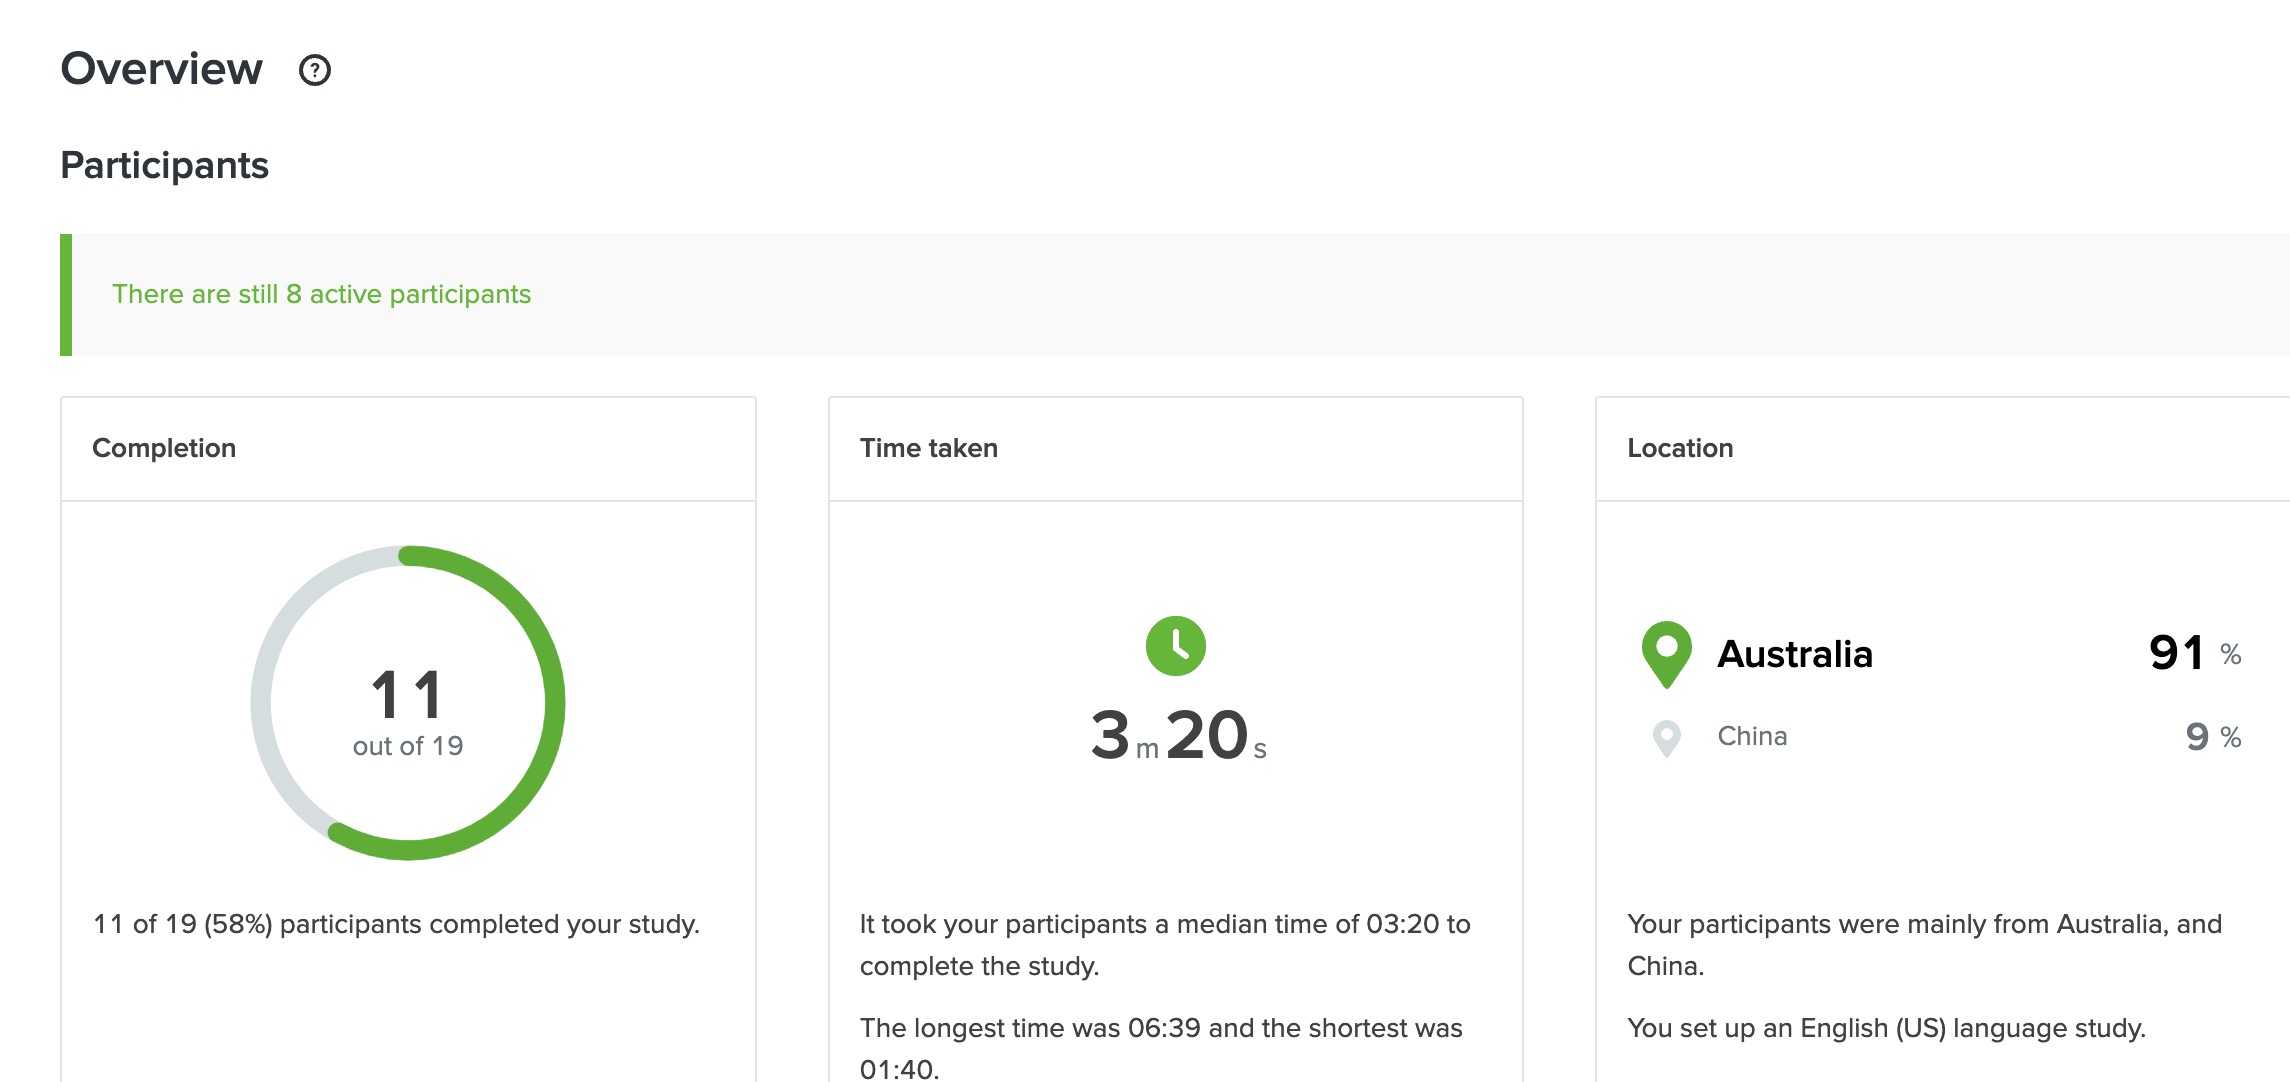 Overview ?
Participants
There are still 8 active participants
Completion
11
out of 19
11 of 19 (58%) participants completed your study.
Time taken
3 m 20 s
It took your participants a median time of 03:20 to
complete the study.
The longest time was 06:39 and the shortest was
01:40.
Location
Australia 91 %
China 9 %
Your participants were mainly from Australia, and
China.
You set up an English (US) language study.